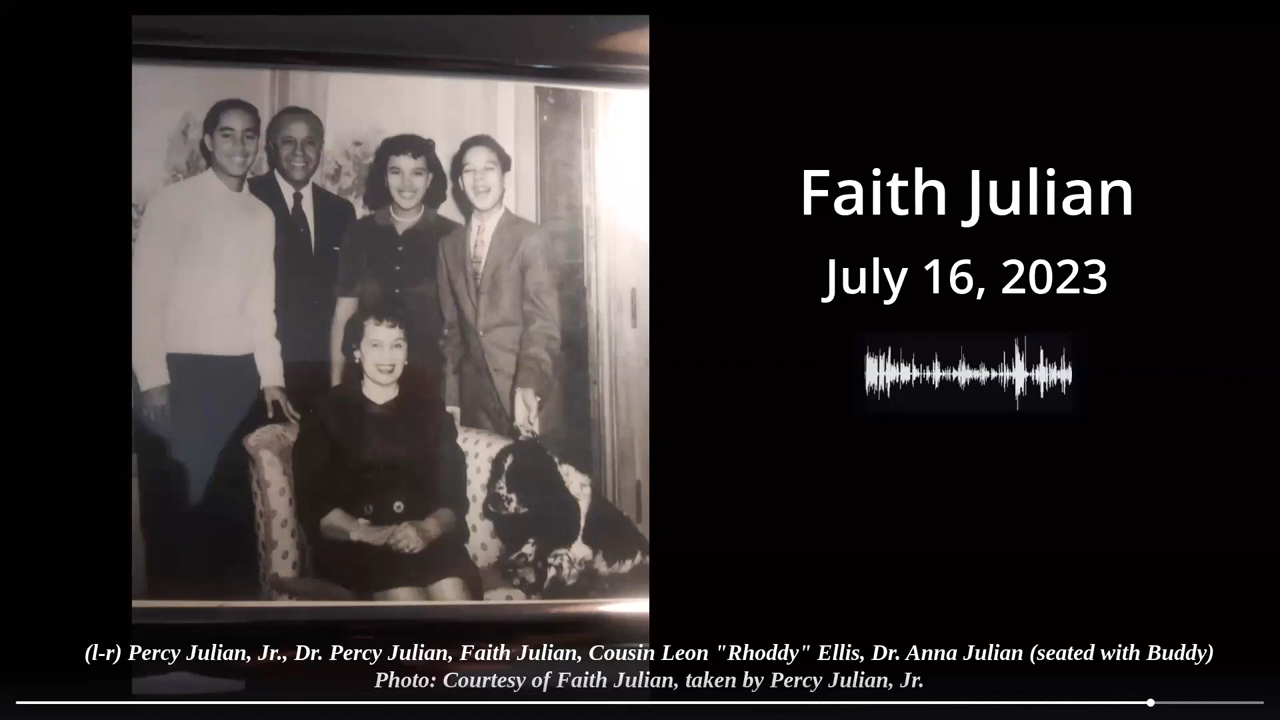 Faith Julian
July 16, 2023
(l-r) Percy Julian, Jr., Dr. Percy Julian, Faith Julian, Cousin Leon "Rhoddy" Ellis, Dr. Anna Julian (seated with Buddy)
Photo: Courtesy of Faith Julian, taken by Percy Julian, Jr.